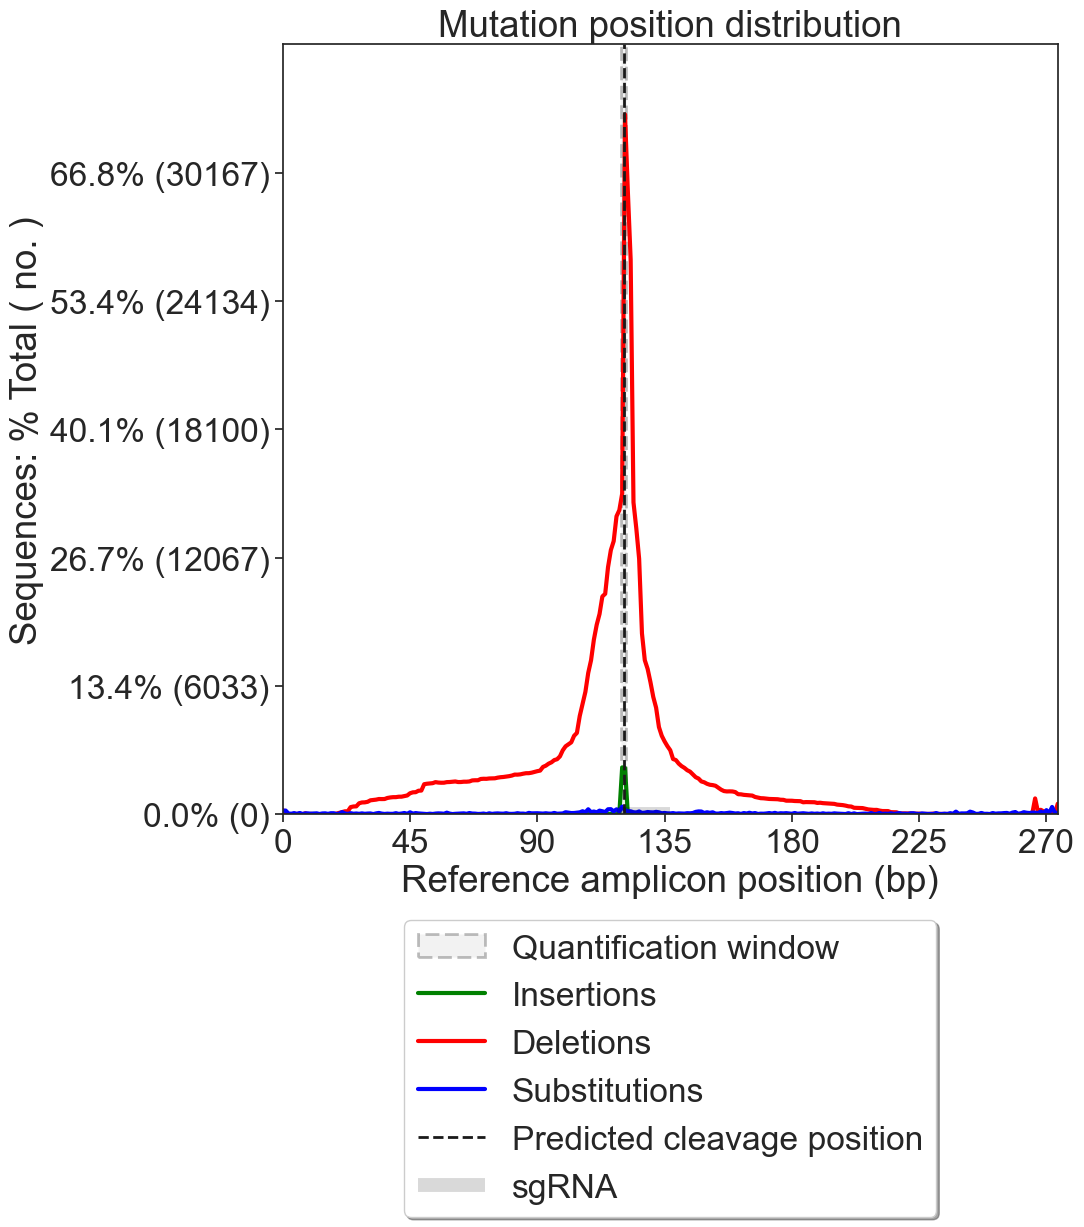 Mutation position distribution
Sequences: % Total ( no. )
66.8% (30167)
53.4% (24134)
40.1% (18100)
26.7% (12067)
13.4% (6033)
0.0% (0)
0 45 90 135 180 225 270
Reference amplicon position (bp)
Quantification window
Insertions
Deletions
Substitutions
Predicted cleavage position
sgRNA